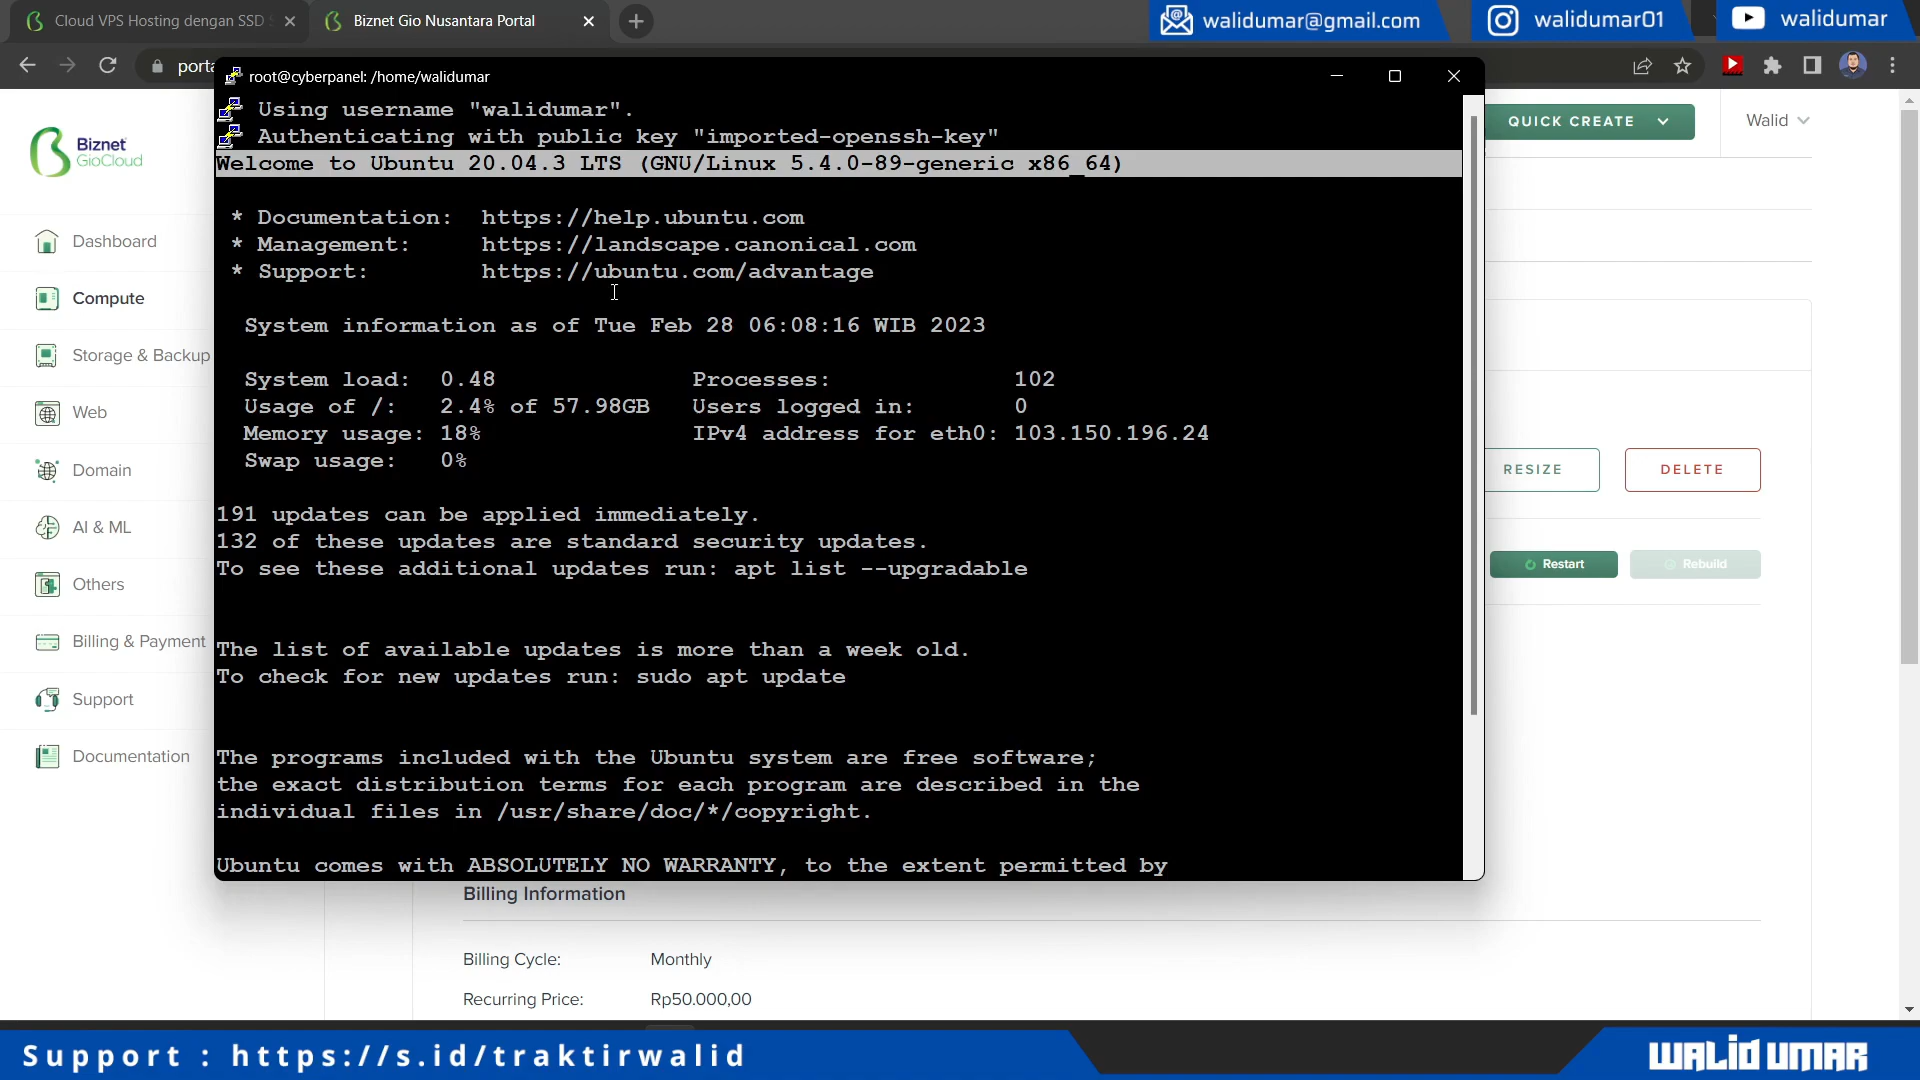 Cloud VPS Hosting dengan SSD
Biznet Gio Nusantara Portal
walidumar@gmail.com
walidumar01
walidumar
porta
root@cyberpanel: /home/walidumar
Using username "walidumar".
Authenticating with public key "imported-openssh-key"
Welcome to Ubuntu 20.04.3 LTS (GNU/Linux 5.4.0-89-generic x86_64)
* Documentation: https://help.ubuntu.com
* Management: https://landscape.canonical.com
* Support: https://ubuntu.com/advantage
System information as of Tue Feb 28 06:08:16 WIB 2023
System load: 0.48 Processes: 102
Usage of /: 2.4% of 57.98GB Users logged in: 0
Memory usage: 18% IPv4 address for eth0: 103.150.196.24
Swap usage: 0%
191 updates can be applied immediately.
132 of these updates are standard security updates.
To see these additional updates run: apt list --upgradable
The list of available updates is more than a week old.
To check for new updates run: sudo apt update
The programs included with the Ubuntu system are free software;
the exact distribution terms for each program are described in the
individual files in /usr/share/doc/*/copyright.
Ubuntu comes with ABSOLUTELY NO WARRANTY, to the extent permitted by
Biznet
GioCloud
Dashboard
Compute
Storage & Backup
Web
Domain
AI & ML
Others
Billing & Payment
Support
Documentation
QUICK CREATE
Walid
RESIZE
DELETE
Restart
Rebuild
Billing Information
Billing Cycle: Monthly
Recurring Price: Rp50.000,00
Support : https://s.id/traktirwalid
WALID UMAR